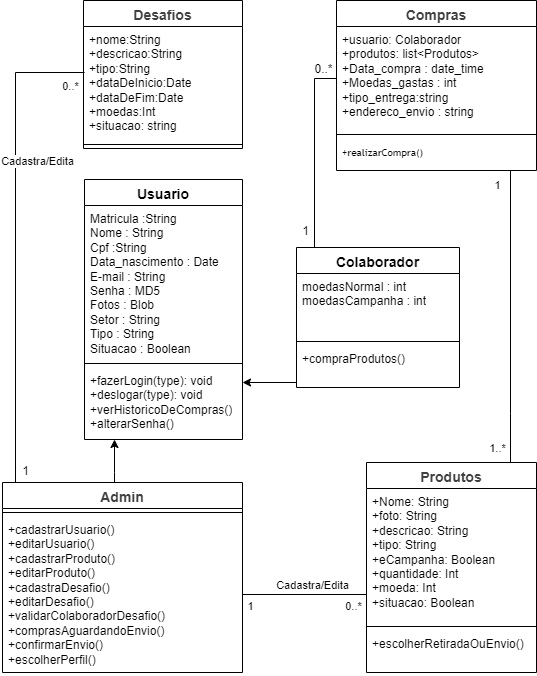 Desafios
+nome:String
+descricao:String
+tipo:String
+dataDeInicio:Date
+dataDeFim:Date
+moedas:Int
+situacao: string
0..*
Cadastra/Edita
1
Compras
+usuario: Colaborador
+produtos: list<Produtos>
+Data_compra : date_time
+Moedas_gastas : int
+tipo_entrega:string
+endereco_envio : string
+realizarCompra()
0..*
1
1
1..*
Usuario
Matricula :String
Nome : String
Cpf :String
Data_nascimento : Date
E-mail : String
Senha : MD5
Fotos : Blob
Setor : String
Tipo : String
Situacao : Boolean
+fazerLogin(type): void
+deslogar(type): void
+verHistoricoDeCompras()
+alterarSenha()
Colaborador
moedasNormal : int
moedasCampanha : int
+compraProdutos()
Admin
+cadastrarUsuario()
+editarUsuario()
+cadastrarProduto()
+editarProduto()
+cadastraDesafio()
+editarDesafio()
+validarColaboradorDesafio()
+comprasAguardandoEnvio()
+confirmarEnvio()
+escolherPerfil()
Cadastra/Edita
1
0..*
Produtos
+Nome: String
+foto: String
+descricao: String
+tipo: String
+eCampanha: Boolean
+quantidade: Int
+moeda: Int
+situacao: Boolean
+escolherRetiradaOuEnvio()